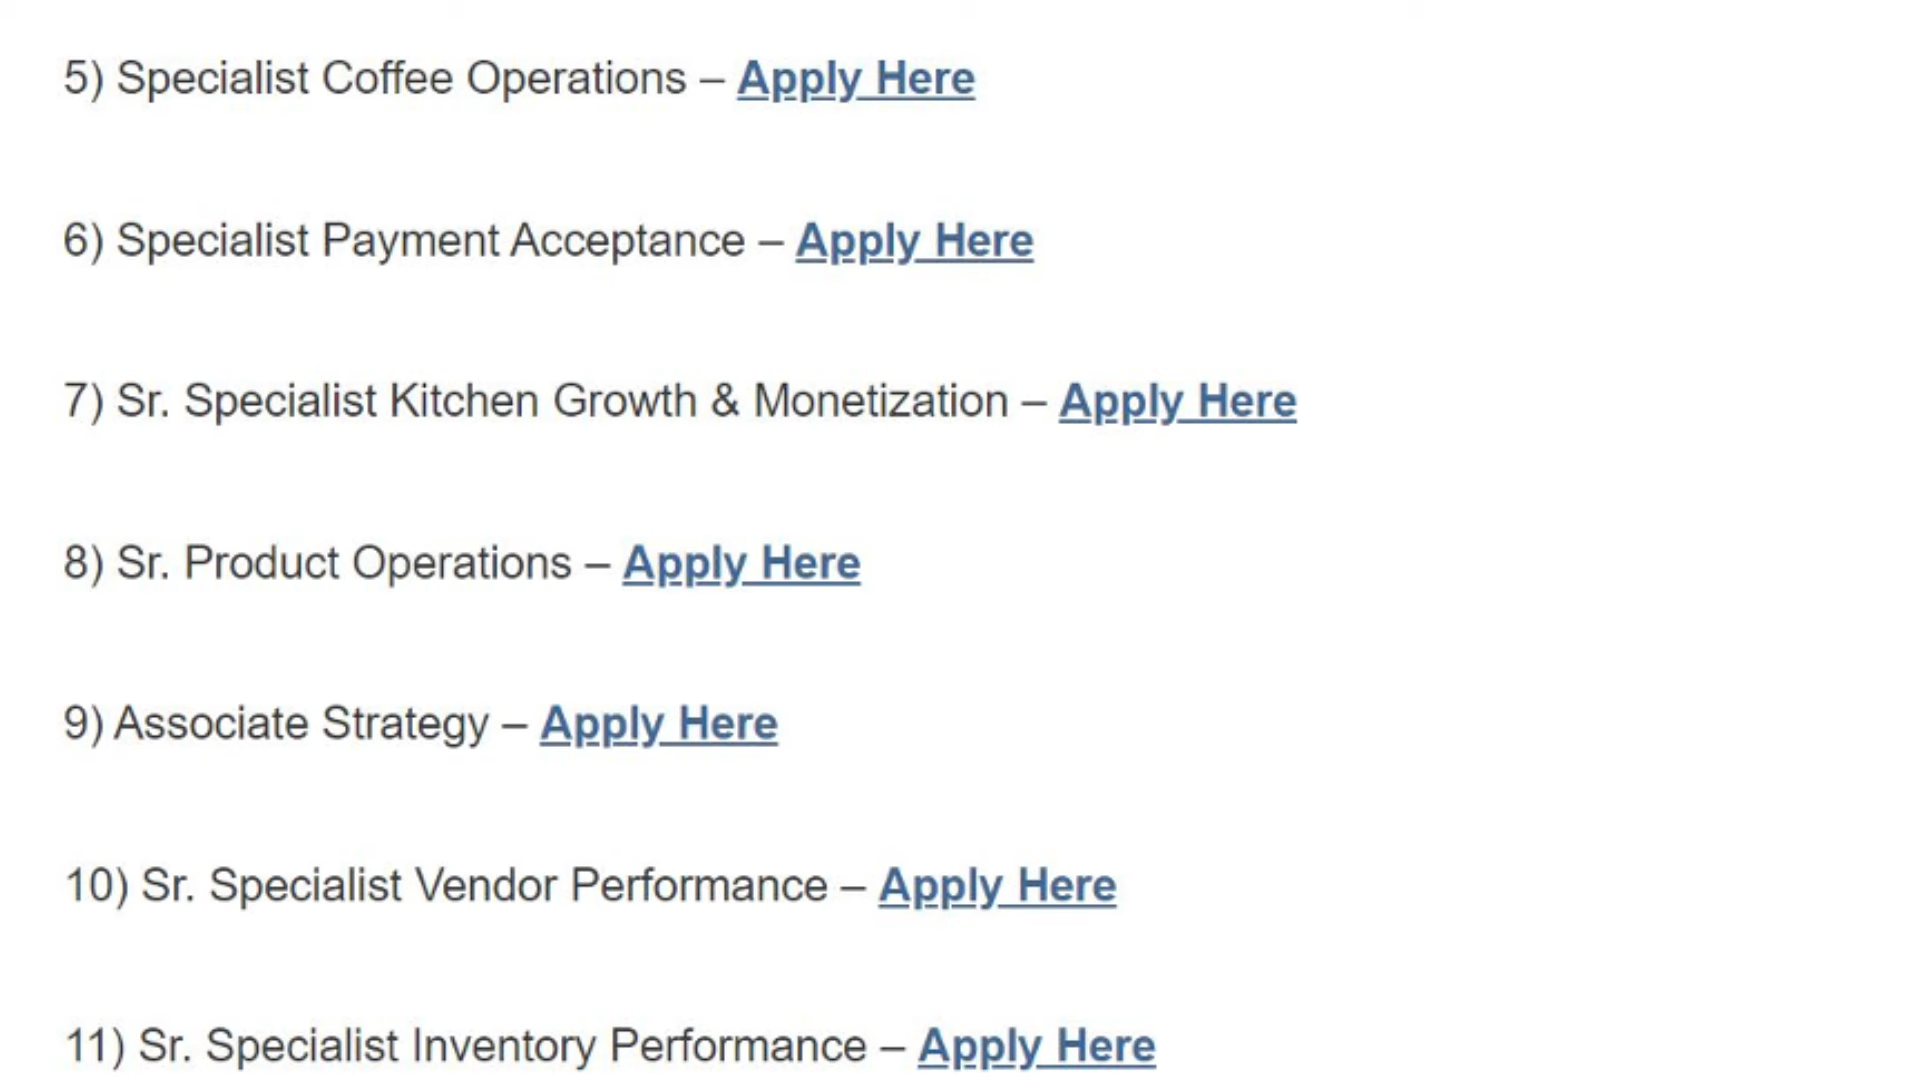 5) Specialist Coffee Operations – Apply Here
6) Specialist Payment Acceptance – Apply Here
7) Sr. Specialist Kitchen Growth & Monetization – Apply Here
8) Sr. Product Operations – Apply Here
9) Associate Strategy – Apply Here
10) Sr. Specialist Vendor Performance – Apply Here
11) Sr. Specialist Inventory Performance – Apply Here